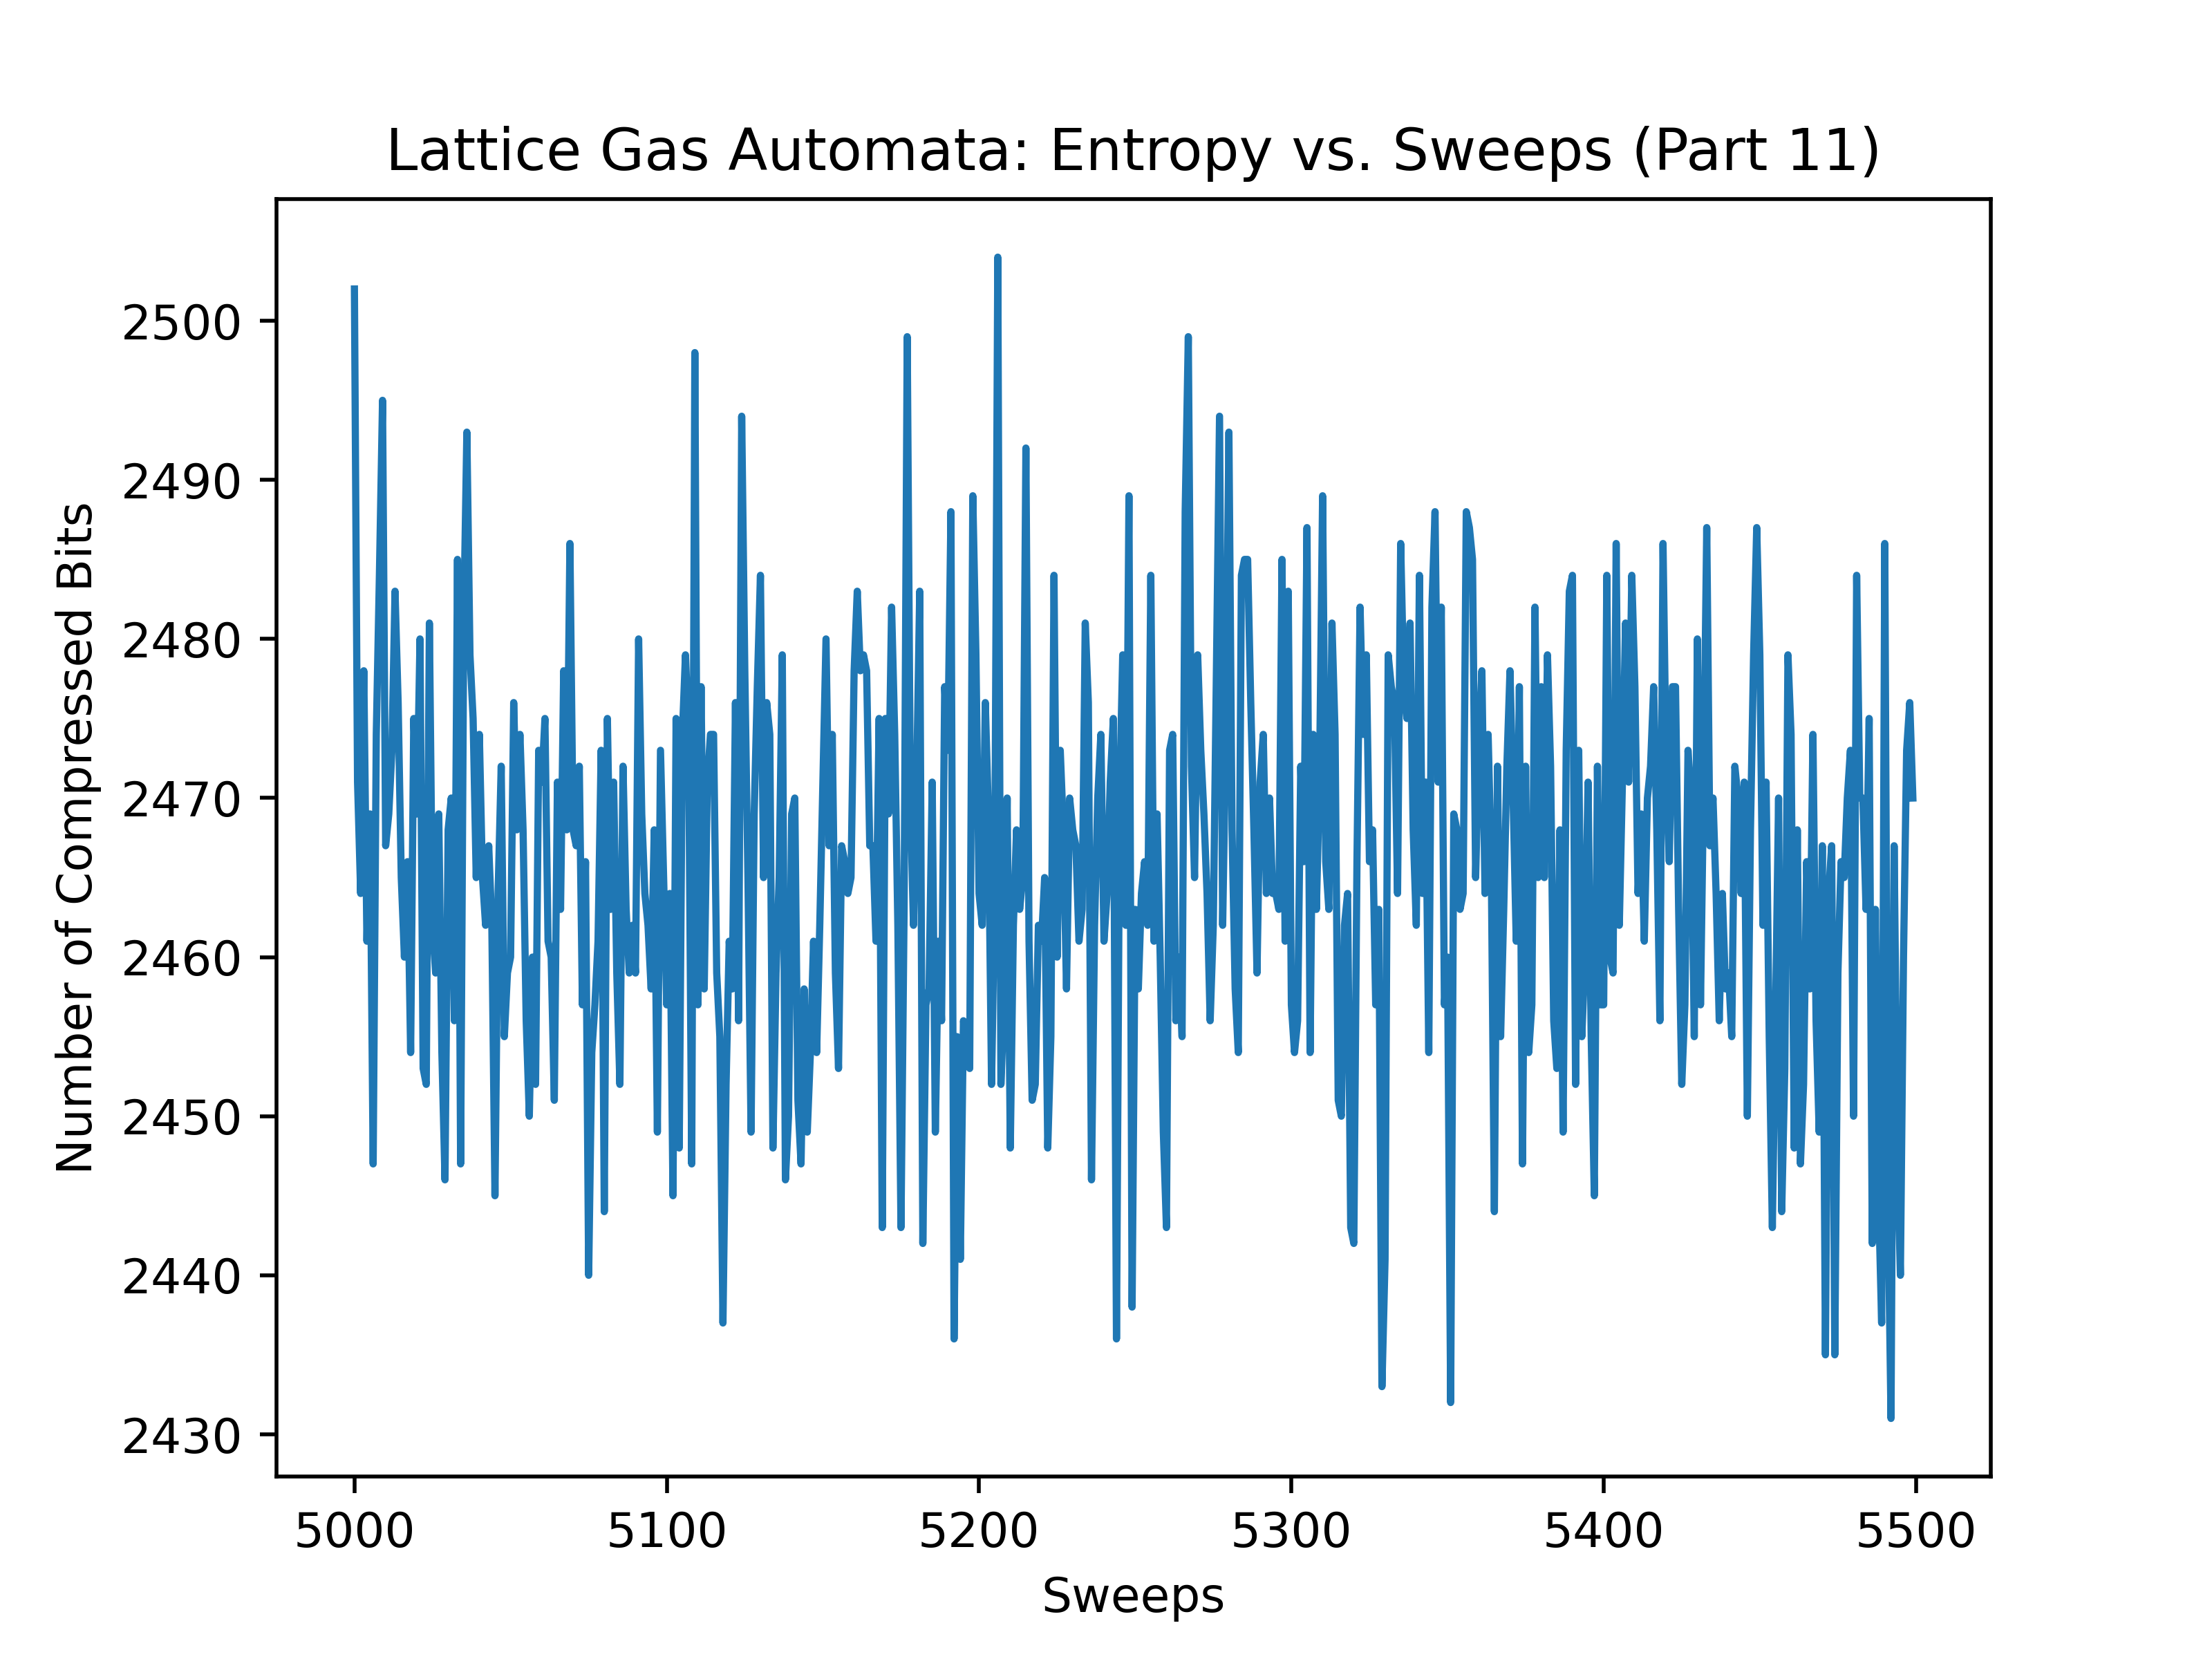 Lattice Gas Automata: Entropy vs. Sweeps (Part 11)
Number of Compressed Bits
2500
2490
2480
2470
2460
2450
2440
2430
5000 5100 5200 5300 5400 5500
Sweeps